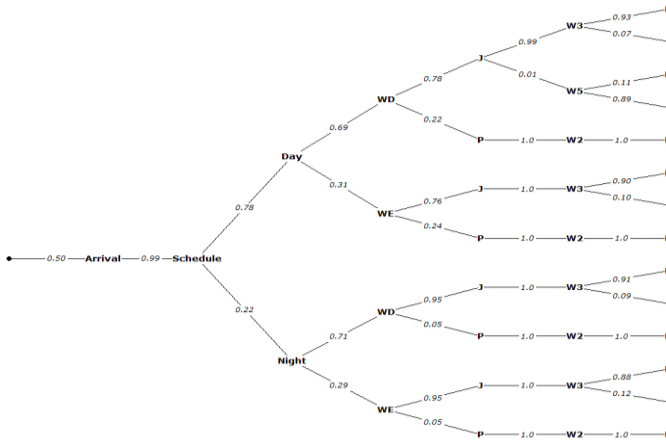 0.93
W3
0.99
0.07
J
0.78
0.01
0.11
W5
WD
0.89
0.69
0.22
P 1.0 W2 1.0
Day
0.31
0.90
0.76 J 1.0 W3
WE
0.10
0.78
0.24
P 1.0 W2 1.0
0.50 Arrival 0.99 Schedule
0.91
0.95 J 1.0 W3
0.22
WD
0.09
0.05
0.71
P 1.0 W2 1.0
Night
0.29
0.88
0.95 J 1.0 W3
WE
0.12
0.05
P 1.0 W2 1.0